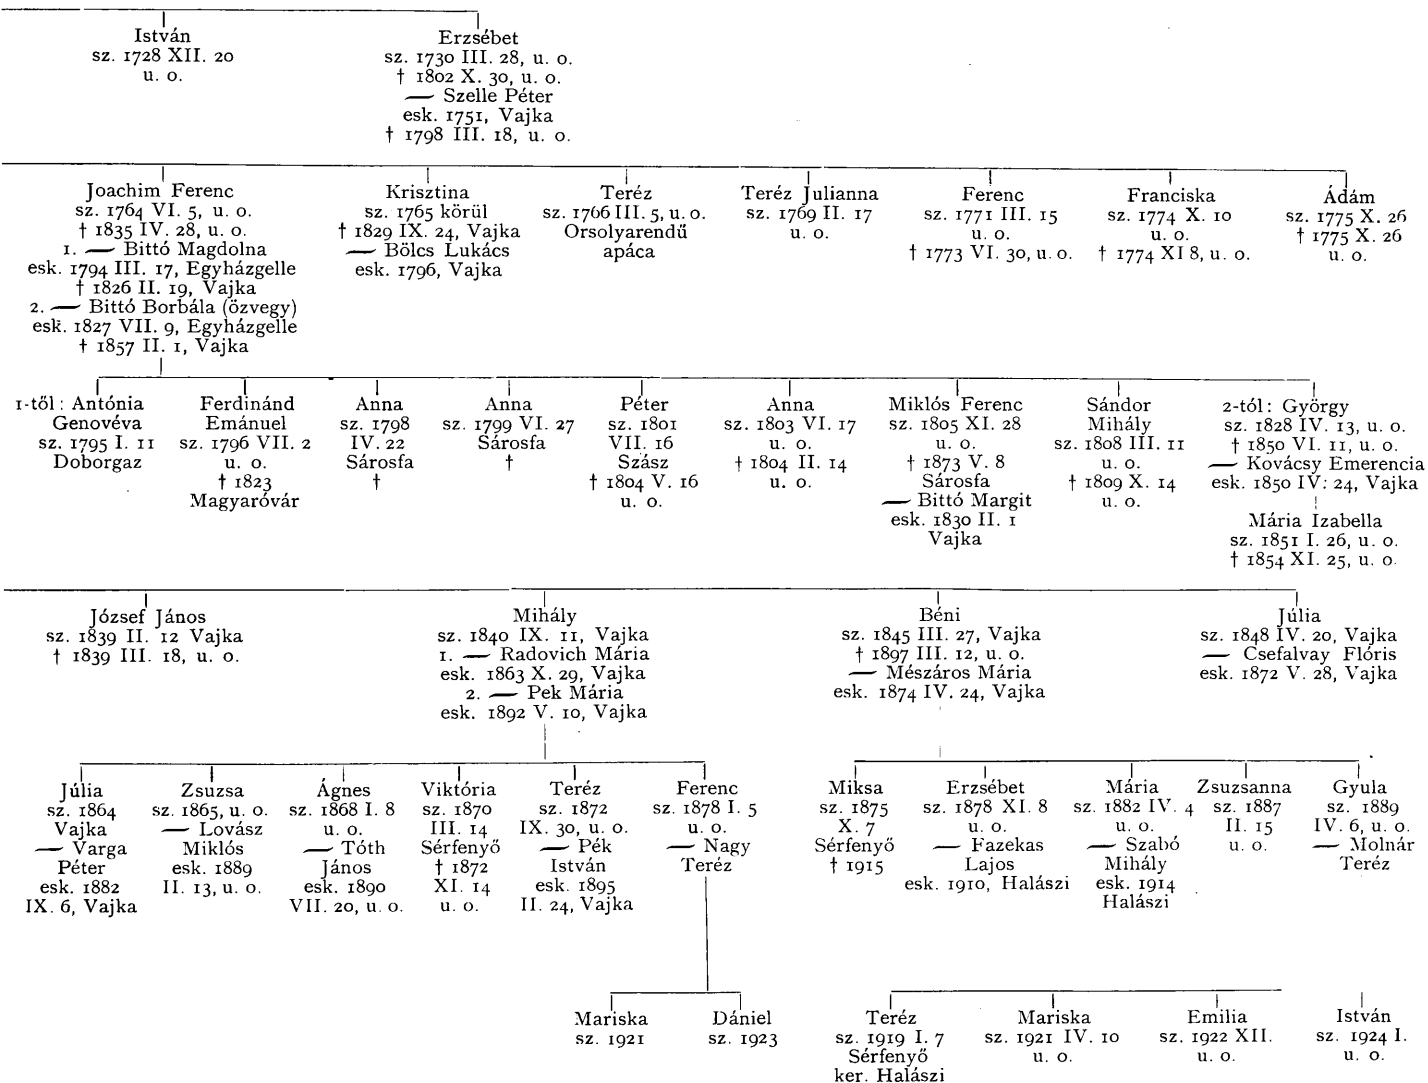 István
sz. 1728 XII. 20
u. o.
Erzsébet
sz. 1730 III. 28, u. o.
† 1802 X. 30, u. o.
— Szelle Péter
esk. 1751, Vajka
† 1798 III. 18, u. o.
Joachim Ferenc
sz. 1764 VI. 5, u. o.
† 1835 IV. 28, u. o.
1. — Bittó Magdolna
esk. 1794 III. 17, Egyházgelle
† 1826 II. 19, Vajka
2. — Bittó Borbála (özvegy)
esk. 1827 VII. 9, Egyházgelle
† 1857 II. 1, Vajka
Krisztina
sz. 1765 körül
† 1829 IX. 24, Vajka
— Bölcs Lukács
esk. 1796, Vajka
Teréz
sz. 1766 III. 5, u. o.
Orsolyarendű
apáca
Teréz Julianna
sz. 1769 II. 17
u. o.
Ferenc
sz. 1771 III. 15
u. o.
† 1773 VI. 30, u. o.
Franciska
sz. 1774 X. 10
u. o.
† 1774 XI 8, u. o.
Ádám
sz. 1775 X. 26
† 1775 X. 26
u. o.
1-től: Antónia
Genovéva
sz. 1795 I. 11
Doborgaz
Ferdinánd
Emánuel
sz. 1796 VII. 2
u. o.
† 1823
Magyaróvár
Anna
sz. 1798
IV. 22
Sárosfa
†
Anna
sz. 1799 VI. 27
Sárosfa
†
Péter
sz. 1801
VII. 16
Szász
† 1804 V. 16
u. o.
Anna
sz. 1803 VI. 17
u. o.
† 1804 II. 14
u. o.
Miklós Ferenc
sz. 1805 XI. 28
u. o.
† 1873 V. 8
Sárosfa
— Bittó Margit
esk. 1830 II. 1
Vajka
Sándor
Mihály
sz. 1808 III. 11
u. o.
† 1809 X. 14
u. o.
2-tól: György
sz. 1828 IV. 13, u. o.
† 1850 VI. 11, u. o.
— Kovácsy Emerencia
esk. 1850 IV: 24, Vajka
Mária Izabella
sz. 1851 I. 26, u. o.
† 1854 XI. 25, u. o.
József János
sz. 1839 II. 12 Vajka
† 1839 III. 18, u. o.
Mihály
sz. 1840 IX. 11, Vajka
1. — Radovich Mária
esk. 1863 X. 29, Vajka
2. — Pek Mária
esk. 1892 V. 10, Vajka
Béni
sz. 1845 III. 27, Vajka
† 1897 III. 12, u. o.
— Mészáros Mária
esk. 1874 IV. 24, Vajka
Júlia
sz. 1848 IV. 20, Vajka
— Csefalvay Flóris
esk. 1872 V. 28, Vajka
Júlia
sz. 1864
Vajka
— Varga
Péter
esk. 1882
IX. 6, Vajka
Zsuzsa
sz. 1865, u. o.
— Lovász
Miklós
esk. 1889
II. 13, u. o.
Ágnes
sz. 1868 I. 8
u. o.
— Tóth
János
esk. 1890
VII. 20, u. o.
Viktória
sz. 1870
III. 14
Sérfenyő
† 1872
XI. 14
u. o.
Teréz
sz. 1872
IX. 30, u. o.
— Pék
István
esk. 1895
II. 24, Vajka
Ferenc
sz. 1878 I. 5
u. o.
— Nagy
Teréz
Miksa
sz. 1875
X. 7
Sérfenyő
† 1915
Erzsébet
sz. 1878 XI. 8
u. o.
— Fazekas
Lajos
esk. 1910, Halászi
Mária
sz. 1882 IV. 4
u. o.
— Szabó
Mihály
esk. 1914
Halászi
Zsuzsanna
sz. 1887
II. 15
u. o.
Gyula
sz. 1889
IV. 6, u. o.
— Molnár
Teréz
Mariska
sz. 1921
Dániel
sz. 1923
Teréz
sz. 1919 I. 7
Sérfenyő
ker. Halászi
Mariska
sz. 1921 IV. 10
u. o.
Emilia
sz. 1922 XII.
u. o.
István
sz. 1924 I.
u. o.